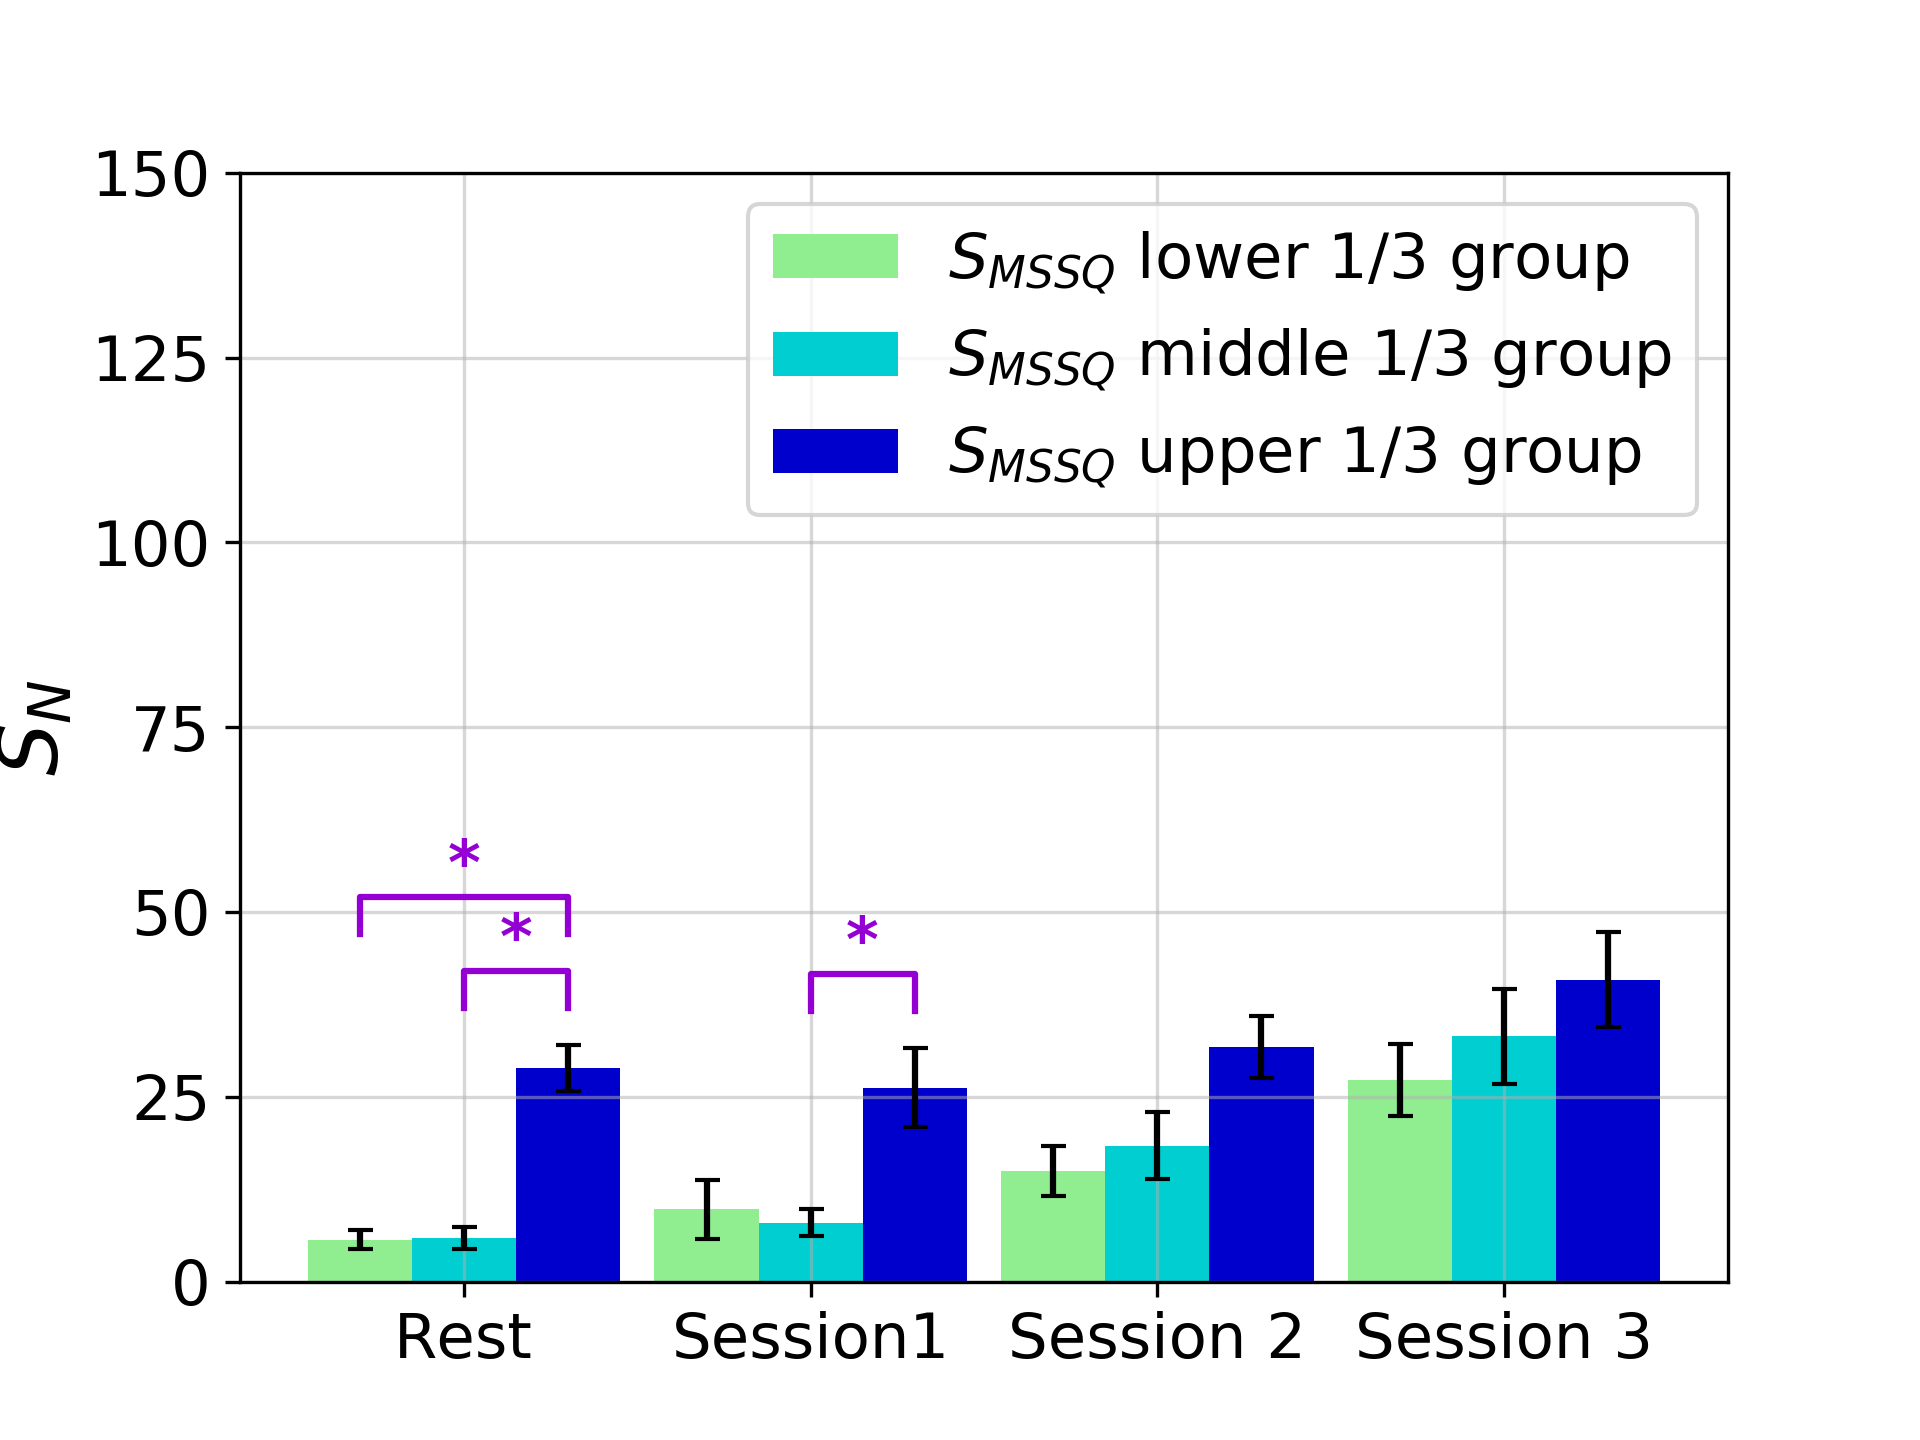 150
125
100
75
50
25
0
S_N
S_MSSQ lower 1/3 group
S_MSSQ middle 1/3 group
S_MSSQ upper 1/3 group
*
*
*
Rest Session1 Session 2 Session 3